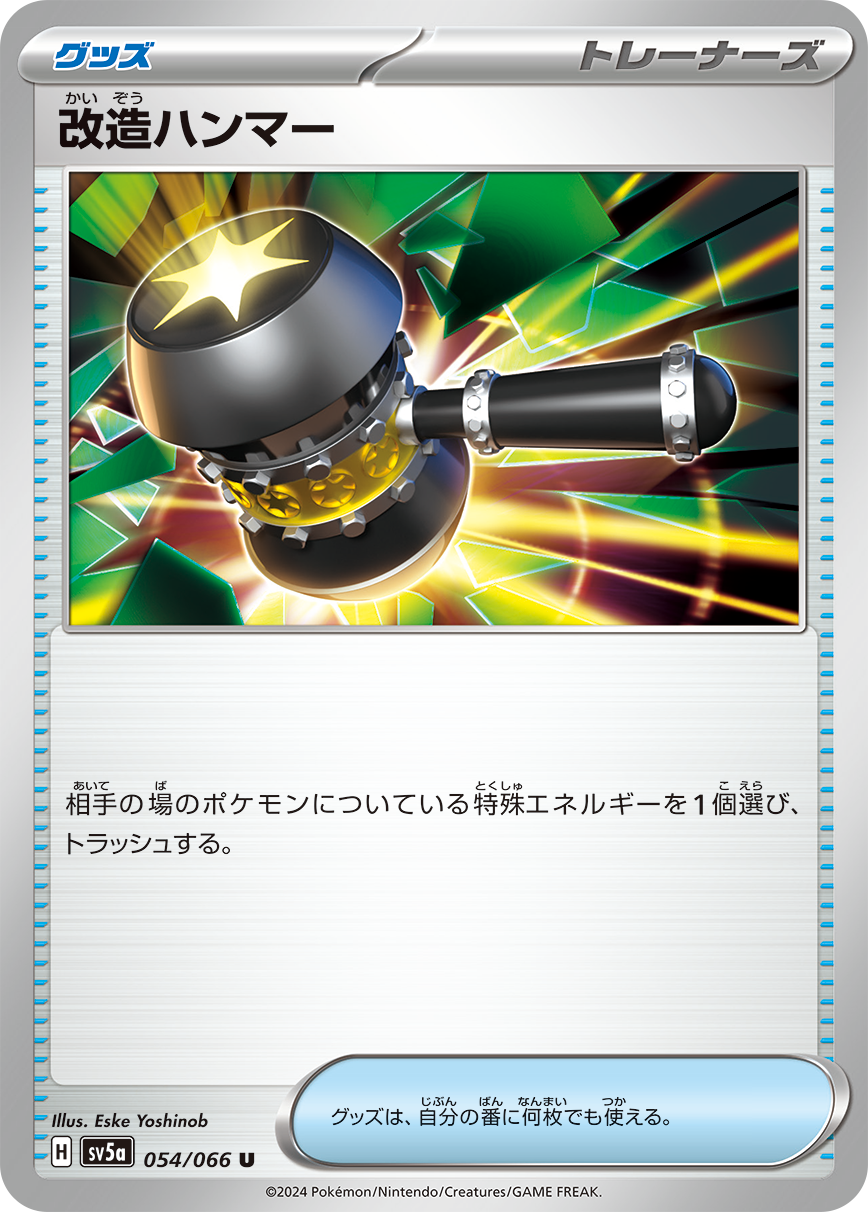 グッズ
トレーナーズ
かいぞう
改造ハンマー
あいて ば とくしゅ こ えら
相手の場のポケモンについている特殊エネルギーを1個選び、
トラッシュする。
じぶん ばん なんまい つか
グッズは、自分の番に何枚でも使える。
Illus. Eske Yoshinob
H sv5a 054/066 U
©2024 Pokémon/Nintendo/Creatures/GAME FREAK.